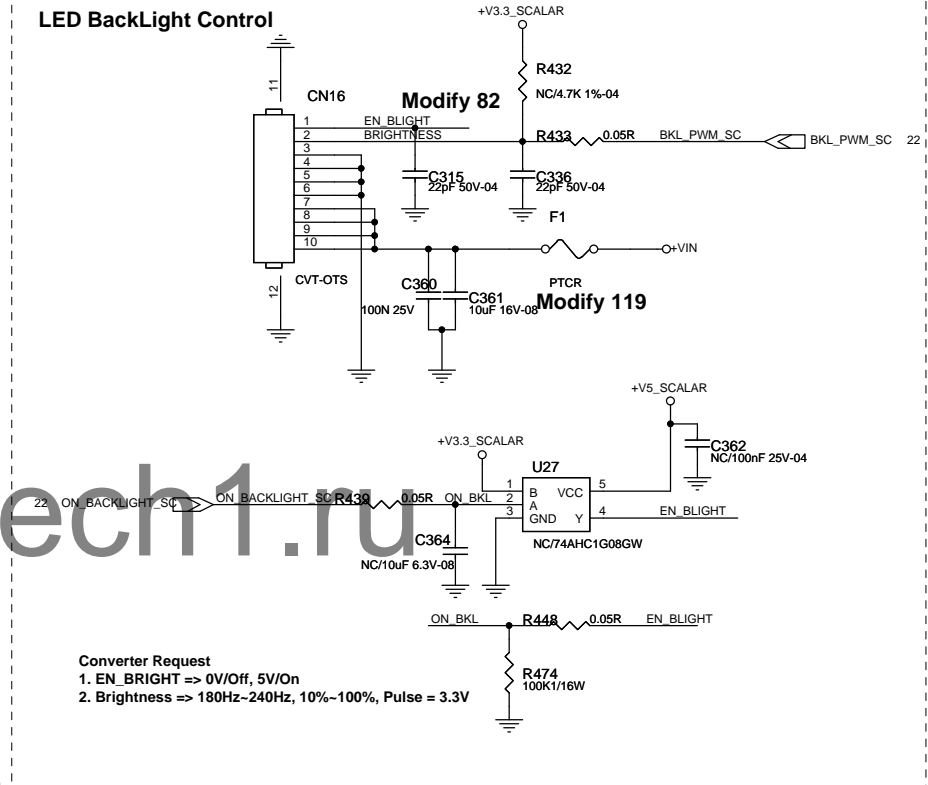 LED BackLight Control
+V3.3_SCALAR
R432
NC/4.7K 1%-04
11
CN16
Modify 82
1
EN_BLIGHT
2
BRIGHTNESS
R433
0.05R
BKL_PWM_SC
BKL_PWM_SC
22
3
4
5
6
7
8
9
10
C315
22pF 50V-04
C336
22pF 50V-04
F1
+VIN
12
CVT-OTS
C360
100N 25V
C361
10uF 16V-08
PTCR
Modify 119
+V5_SCALAR
C362
NC/100nF 25V-04
+V3.3_SCALAR
U27
1
B
VCC
5
22
ON_BACKLIGHT_SC
ON_BACKLIGHT_SC
R439
0.05R
ON_BKL
2
A
3
GND
Y
4
EN_BLIGHT
ech1.ru
C364
NC/10uF 6.3V-08
NC/74AHC1G08GW
ON_BKL
R448
0.05R
EN_BLIGHT
R474
100K1/16W
Converter Request
1. EN_BRIGHT => 0V/Off, 5V/On
2. Brightness => 180Hz~240Hz, 10%~100%, Pulse = 3.3V